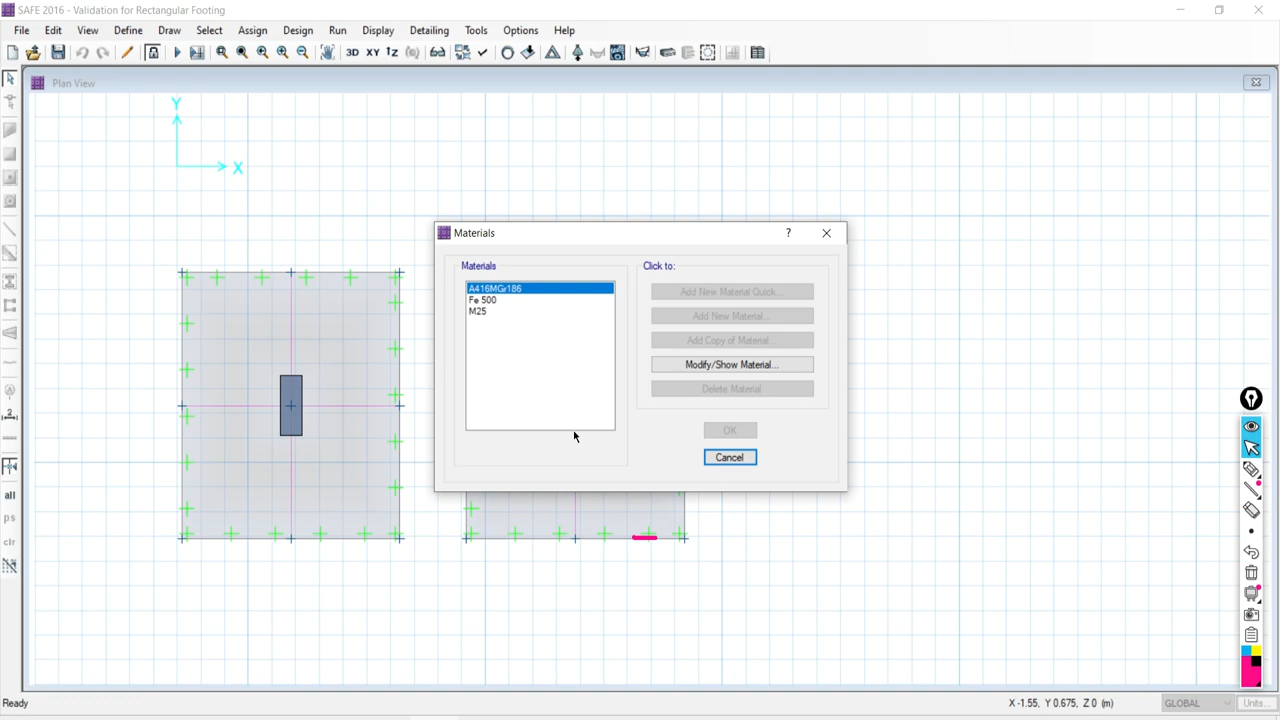 SAFE 2016 - Validation for Rectangular Footing
File Edit View Define Draw Select Assign Design Run Display Detailing Tools Options Help
3D XY
Plan View
Y
X
Materials ?
Materials
A416MGr186
Fe 500
M25
Click to:
Add New Material Quick...
Add New Material...
Add Copy of Material...
Modify/Show Material...
Delete Material
OK
Cancel
2
all
ps
clr
Ready X -1.55, Y 0.675, Z 0 (m) GLOBAL Units...